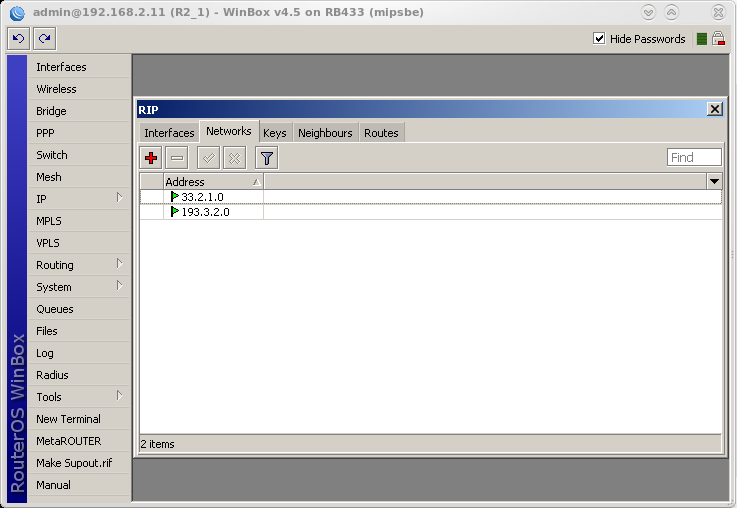 admin@192.168.2.11 (R2_1) - WinBox v4.5 on RB433 (mipsbe)
Hide Passwords
Interfaces
Wireless
Bridge
PPP
Switch
Mesh
IP
MPLS
VPLS
Routing
System
Queues
Files
Log
Radius
Tools
New Terminal
MetaROUTER
Make Supout.rif
Manual
RouterOS WinBox
RIP
Interfaces Networks Keys Neighbours Routes
Find
Address
33.2.1.0
193.3.2.0
2 items